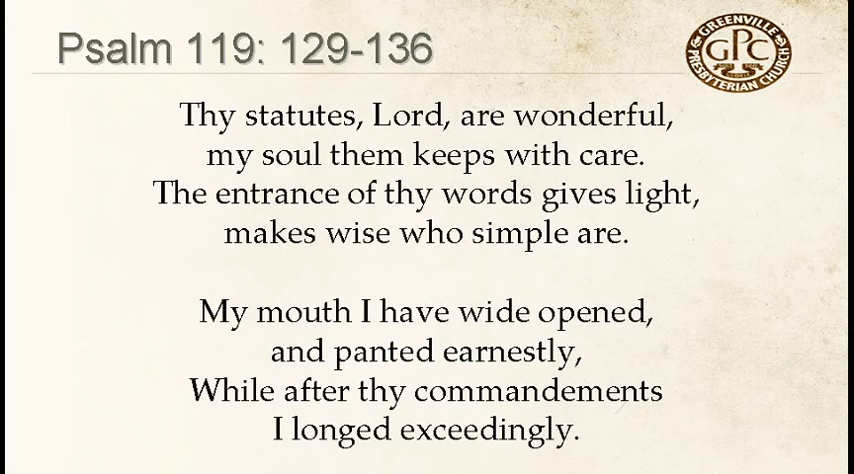 Psalm 119: 129-136
GREENVILLE
GPC
PRESBYTERIAN CHURCH
Thy statutes, Lord, are wonderful,
my soul them keeps with care.
The entrance of thy words gives light,
makes wise who simple are.
My mouth I have wide opened,
and panted earnestly,
While after thy commandements
I longed exceedingly.